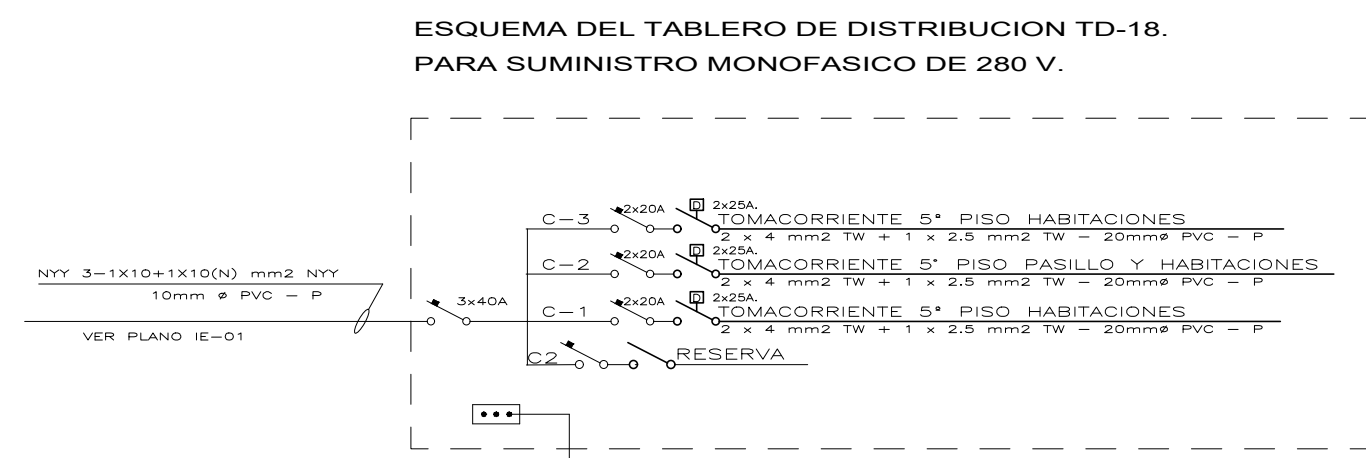 ESQUEMA DEL TABLERO DE DISTRIBUCION TD-18.
PARA SUMINISTRO MONOFASICO DE 280 V.
C-3 2x20A D 2x25A. TOMACORRIENTE 5° PISO HABITACIONES
2 x 4 mm2 TW + 1 x 2.5 mm2 TW - 20mmø PVC - P
C-2 2x20A D 2x25A. TOMACORRIENTE 5° PISO PASILLO Y HABITACIONES
2 x 4 mm2 TW + 1 x 2.5 mm2 TW - 20mmø PVC - P
NYY 3-1X10+1X10(N) mm2 NYY
10mm ø PVC - P
3x40A
C-1 2x20A D 2x25A. TOMACORRIENTE 5° PISO HABITACIONES
2 x 4 mm2 TW + 1 x 2.5 mm2 TW - 20mmø PVC - P
VER PLANO IE-01
C2 RESERVA